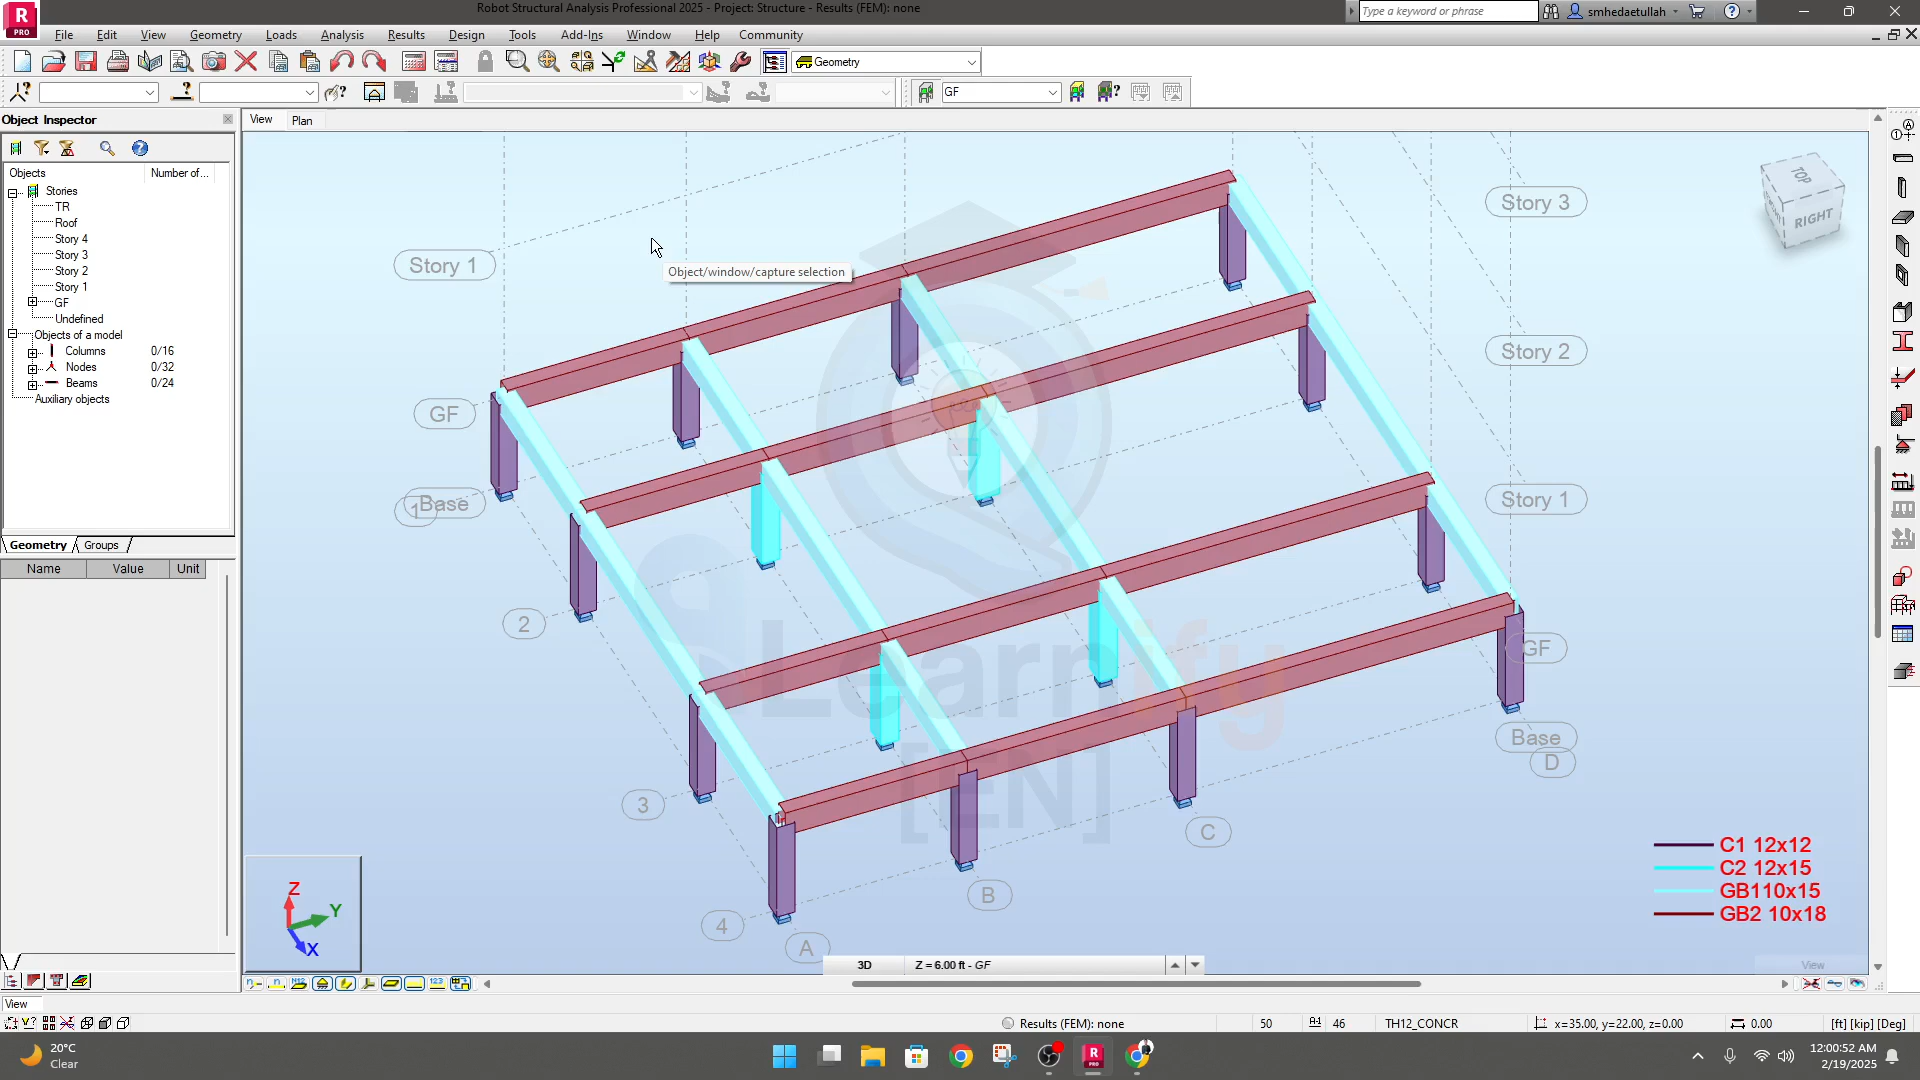 R PRO
Robot Structural Analysis Professional 2025 - Project: Structure - Results (FEM): none
Type a keyword or phrase
smhedaetullah
File Edit View Geometry Loads Analysis Results Design Tools Add-Ins Window Help Community
Geometry
GF
Object Inspector
View Plan
Objects Number of...
Stories
TR
Roof
Story 4
Story 3
Story 2
Story 1
GF
Undefined
Objects of a model
Columns 0/16
Nodes 0/32
Beams 0/24
Auxiliary objects
Geometry Groups
Name Value Unit
TOP
RIGHT
Story 3
Story 1
Object/window/capture selection
Story 2
GF
Story 1
Base
1
2
GF
Learnify
[EN]
Base
D
3
C
B
4
A
C1 12x12
C2 12x15
GB110x15
GB2 10x18
Z
Y
X
3D Z = 6.00 ft - GF
View
View
Results (FEM): none 50 46 TH12_CONCR x=35.00, y=22.00, z=0.00 0.00 [ft] [kip] [Deg]
20°C
Clear
12:00:52 AM
2/19/2025